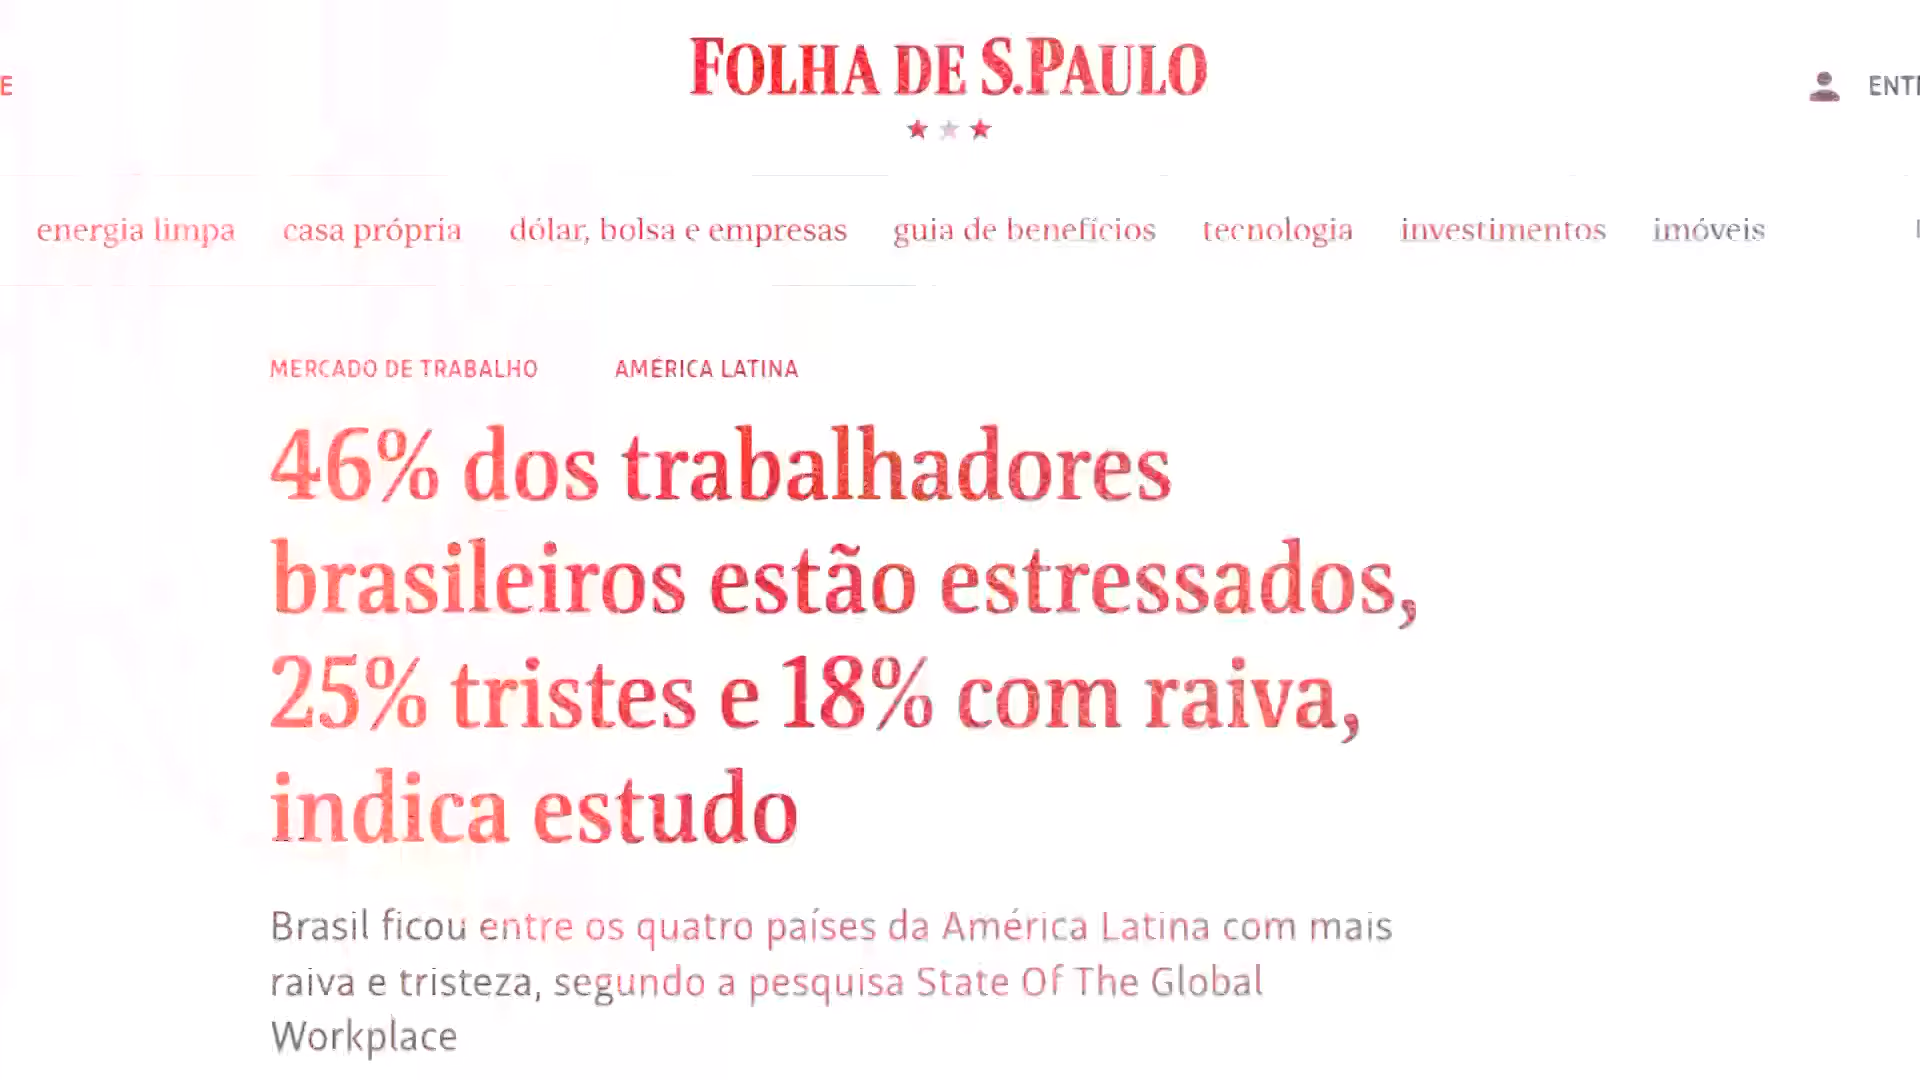 E
FOLHA DE S.PAULO
ENT
energia limpa casa própria dólar, bolsa e empresas guia de benefícios tecnologia investimentos imóveis
MERCADO DE TRABALHO AMÉRICA LATINA
46% dos trabalhadores
brasileiros estão estressados,
25% tristes e 18% com raiva,
indica estudo
Brasil ficou entre os quatro países da América Latina com mais
raiva e tristeza, segundo a pesquisa State Of The Global
Workplace